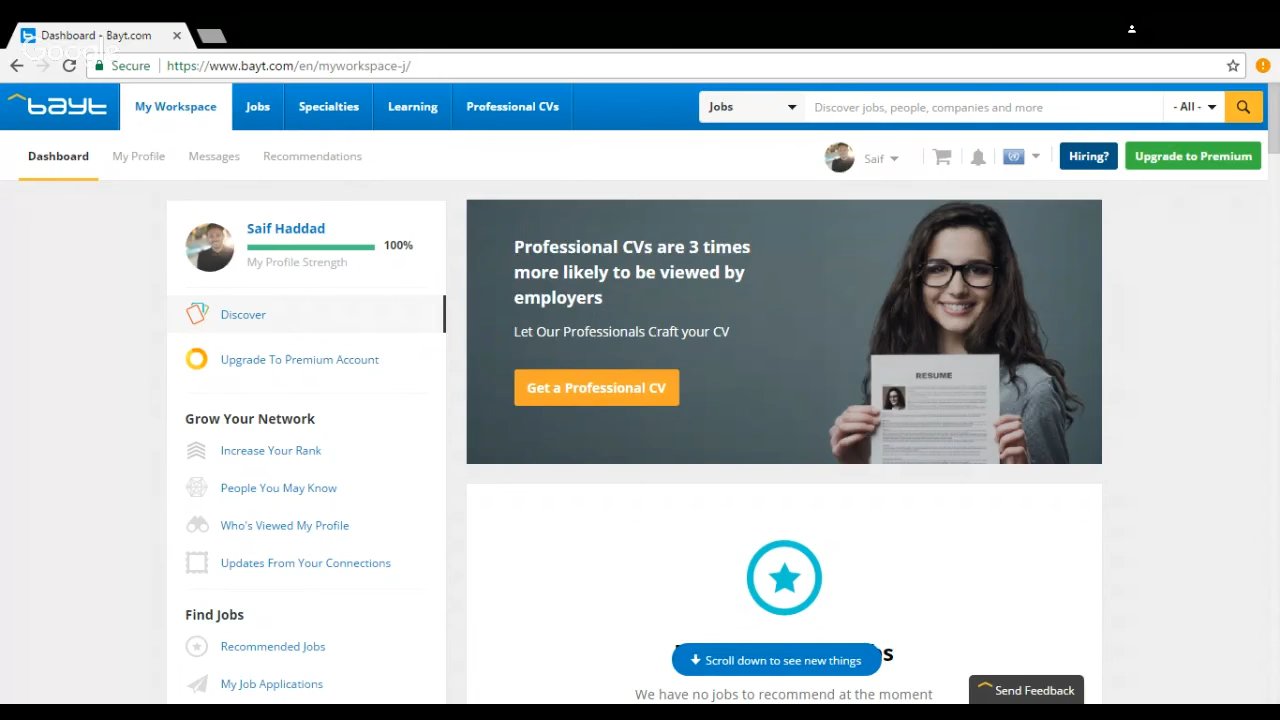 Dashboard - Bayt.com
Google
Secure https://www.bayt.com/en/myworkspace-j/
bayt My Workspace Jobs Specialties Learning Professional CVs Jobs Discover jobs, people, companies and more - All -
Dashboard My Profile Messages Recommendations Saif Hiring? Upgrade to Premium
Saif Haddad
100%
My Profile Strength
Discover
Upgrade To Premium Account
Grow Your Network
Increase Your Rank
People You May Know
Who's Viewed My Profile
Updates From Your Connections
Find Jobs
Recommended Jobs
My Job Applications
Professional CVs are 3 times
more likely to be viewed by
employers
Let Our Professionals Craft your CV
Get a Professional CV
RESUME
Scroll down to see new things
We have no jobs to recommend at the moment
Send Feedback